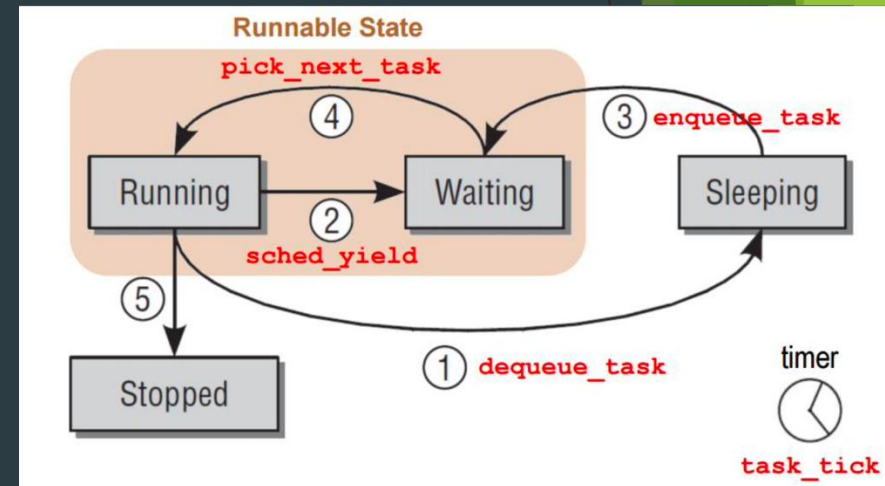 Runnable State
pick_next_task
④
③ enqueue_task
Running
Waiting
Sleeping
②
sched_yield
⑤
① dequeue_task
Stopped
timer
task_tick